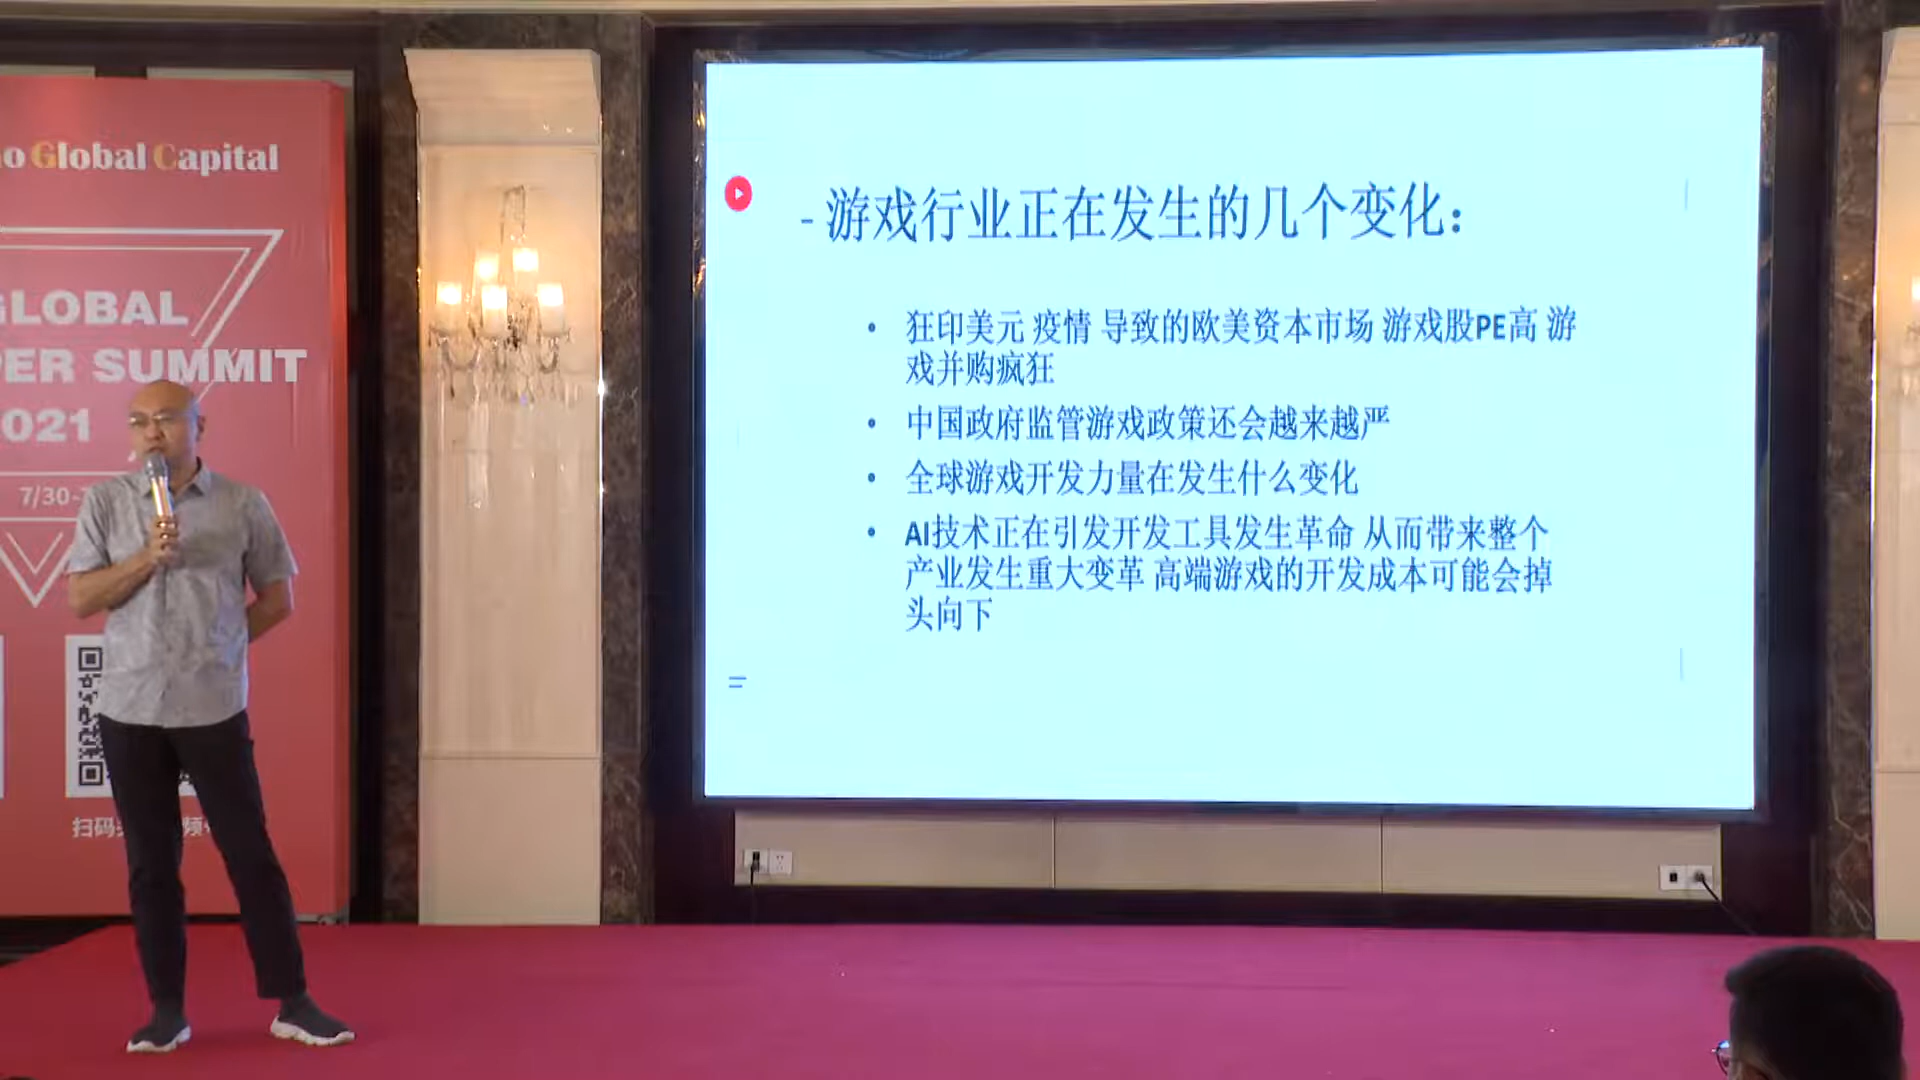 Global Capital
GLOBAL
SUMMIT
2021
7/30-
扫码
频
- 游戏行业正在发生的几个变化：
• 狂印美元 疫情 导致的欧美资本市场 游戏股PE高 游
戏并购疯狂
• 中国政府监管游戏政策还会越来越严
• 全球游戏开发力量在发生什么变化
• AI技术正在引发开发工具发生革命 从而带来整个
产业发生重大变革 高端游戏的开发成本可能会掉
头向下